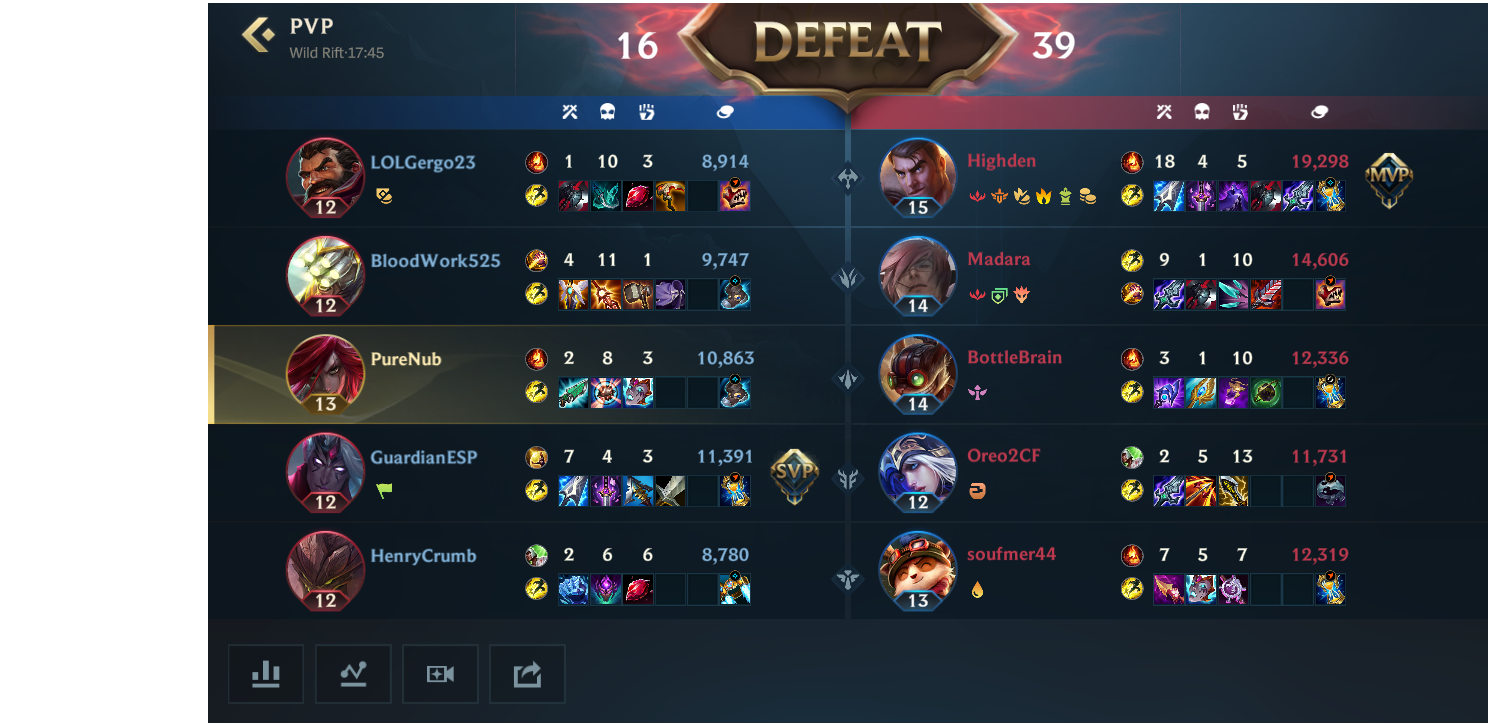 PVP
Wild Rift·17:45
16 DEFEAT 39
LOLGergo23 1 10 3 8,914
12
Highden 18 4 5 19,298 MVP
15
BloodWork525 4 11 1 9,747
12
Madara 9 1 10 14,606
14
PureNub 2 8 3 10,863
13
BottleBrain 3 1 10 12,336
14
GuardianESP 7 4 3 11,391 SVP
12
Oreo2CF 2 5 13 11,731
12
HenryCrumb 2 6 6 8,780
12
soufmer44 7 5 7 12,319
13